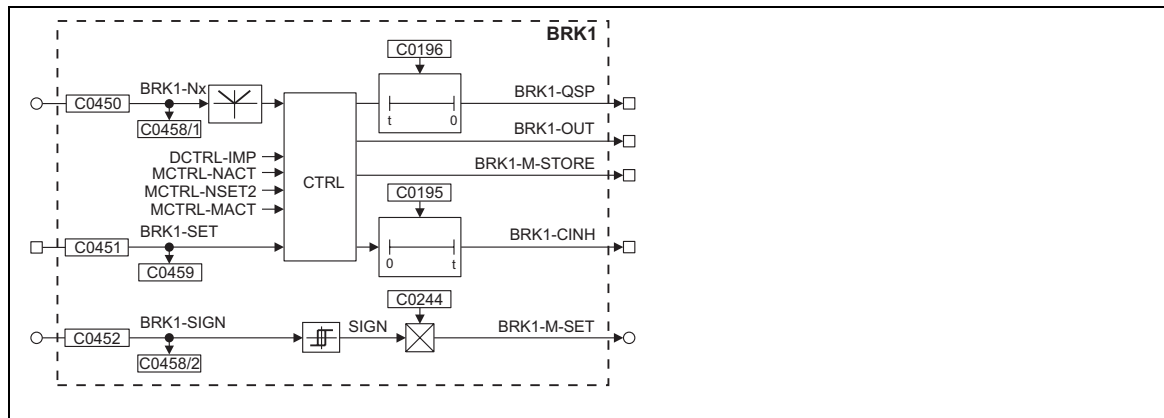 BRK1
C0196
BRK1-Nx
C0450
C0458/1
t
0
BRK1-QSP
BRK1-OUT
BRK1-M-STORE
DCTRL-IMP
MCTRL-NACT
MCTRL-NSET2
MCTRL-MACT
CTRL
C0195
BRK1-SET
C0451
C0459
0
t
BRK1-CINH
C0244
BRK1-SIGN
C0452
C0458/2
SIGN
BRK1-M-SET